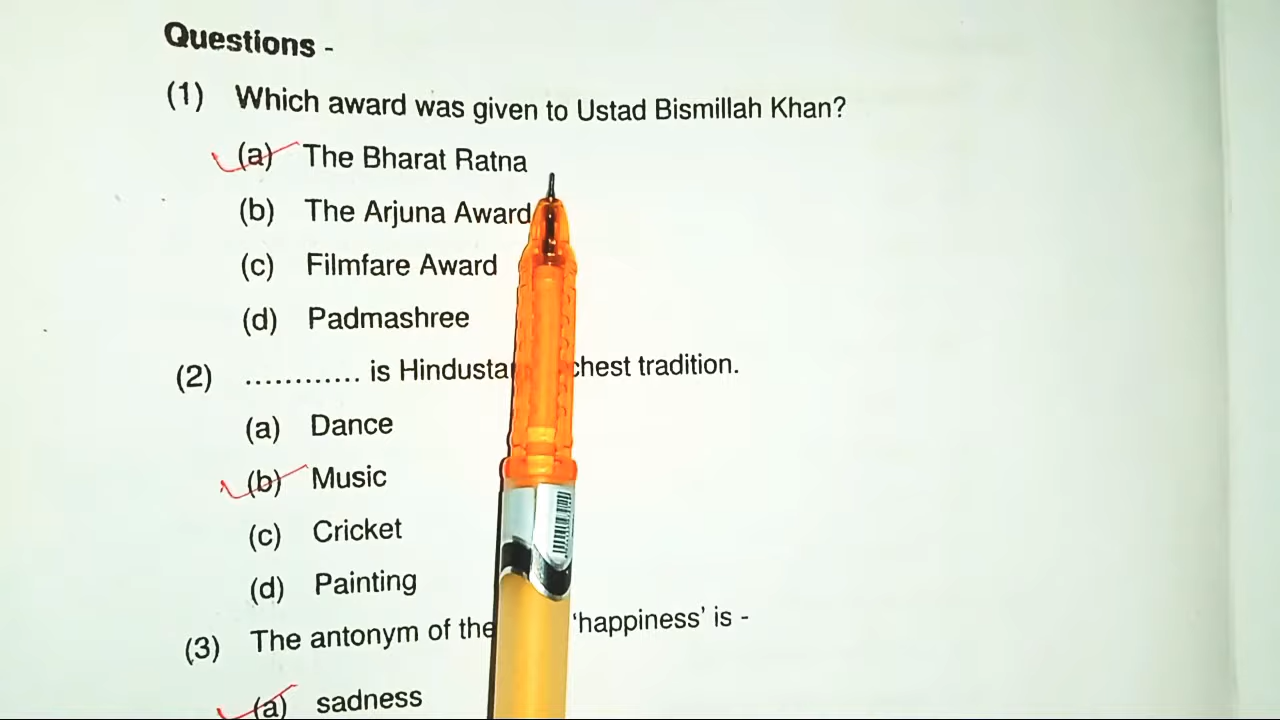 Questions -
(1) Which award was given to Ustad Bismillah Khan?
(a) The Bharat Ratna
(b) The Arjuna Award
(c) Filmfare Award
(d) Padmashree
(2) ............ is Hindusta chest tradition.
(a) Dance
(b) Music
(c) Cricket
(d) Painting
(3) The antonym of the 'happiness' is -
(a) sadness